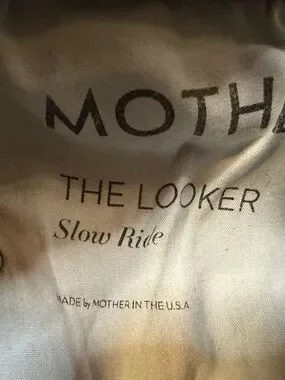 MOTH
THE LOOKER
Slow Ride
MADE by MOTHER IN THE U.S.A